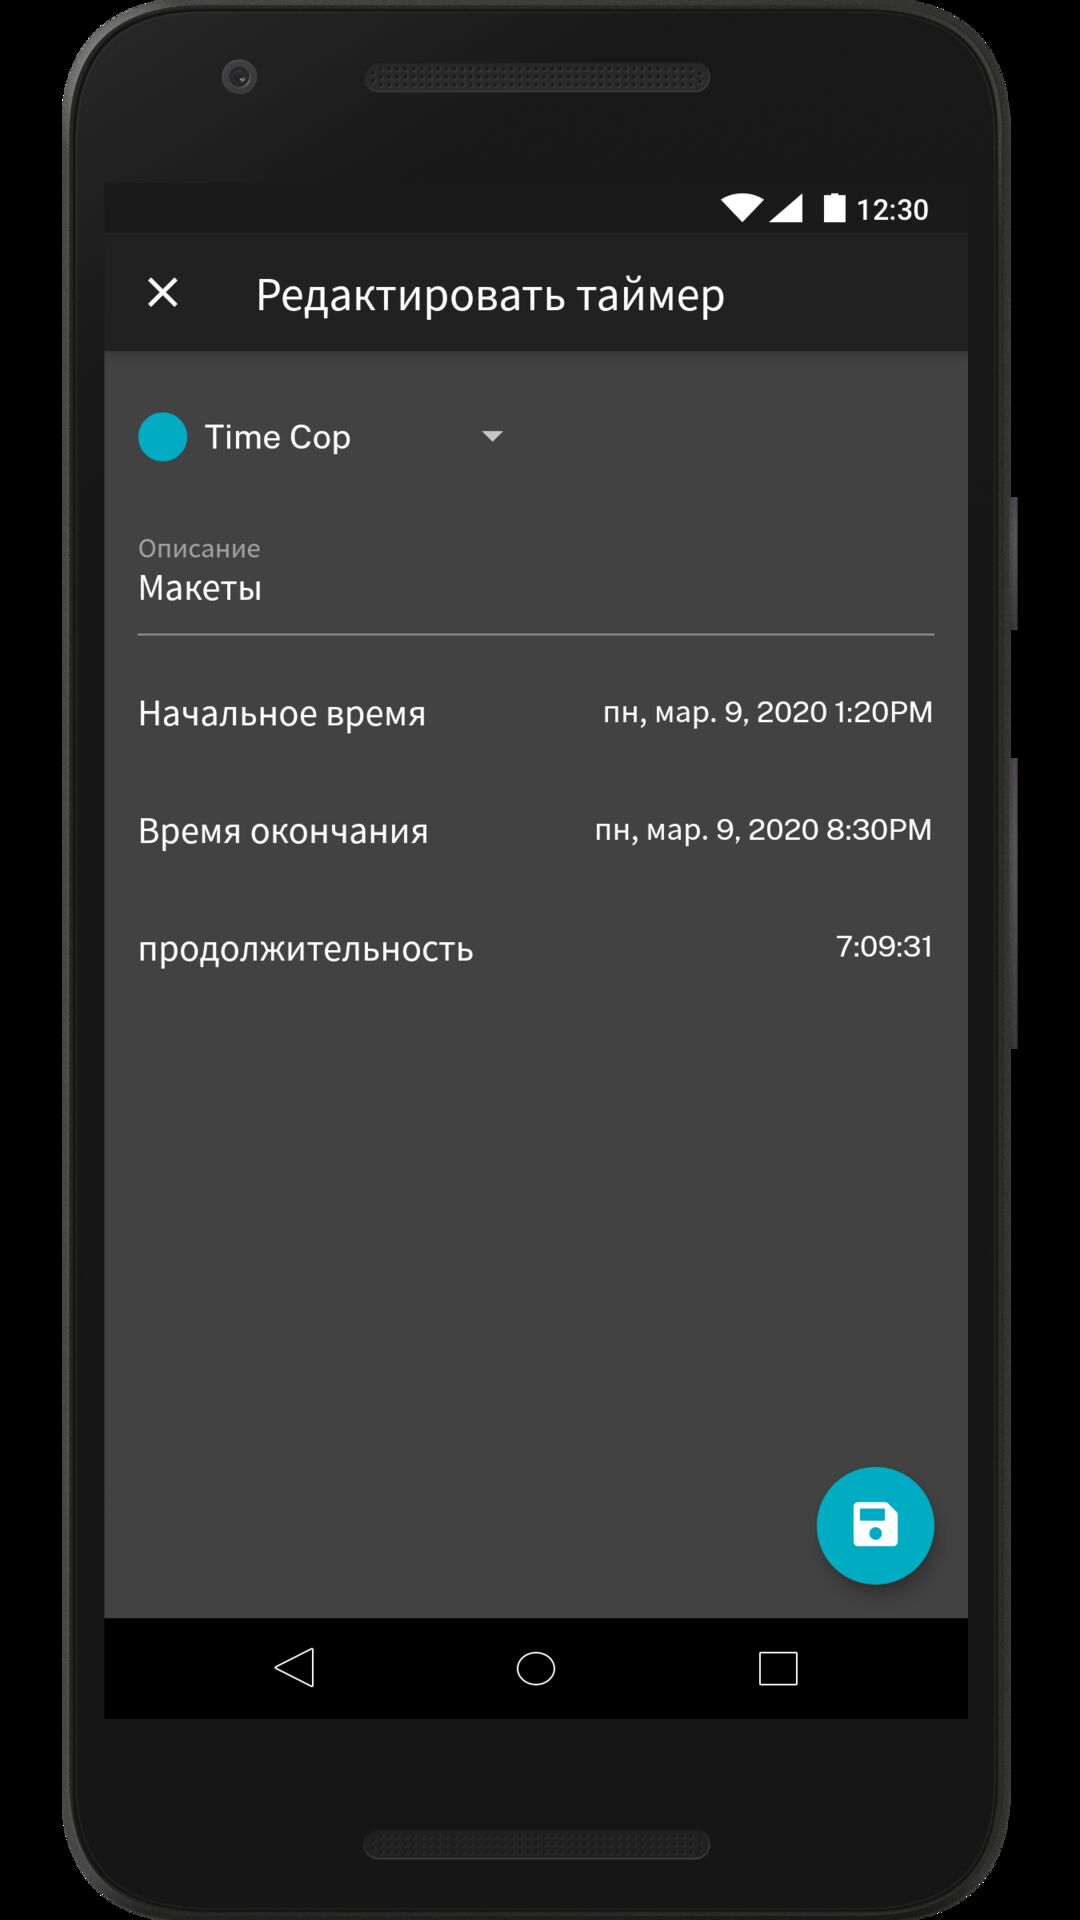 12:30
Редактировать таймер
Time Cop
Описание
Макеты
Начальное время пн, мар. 9, 2020 1:20PM
Время окончания пн, мар. 9, 2020 8:30PM
продолжительность 7:09:31